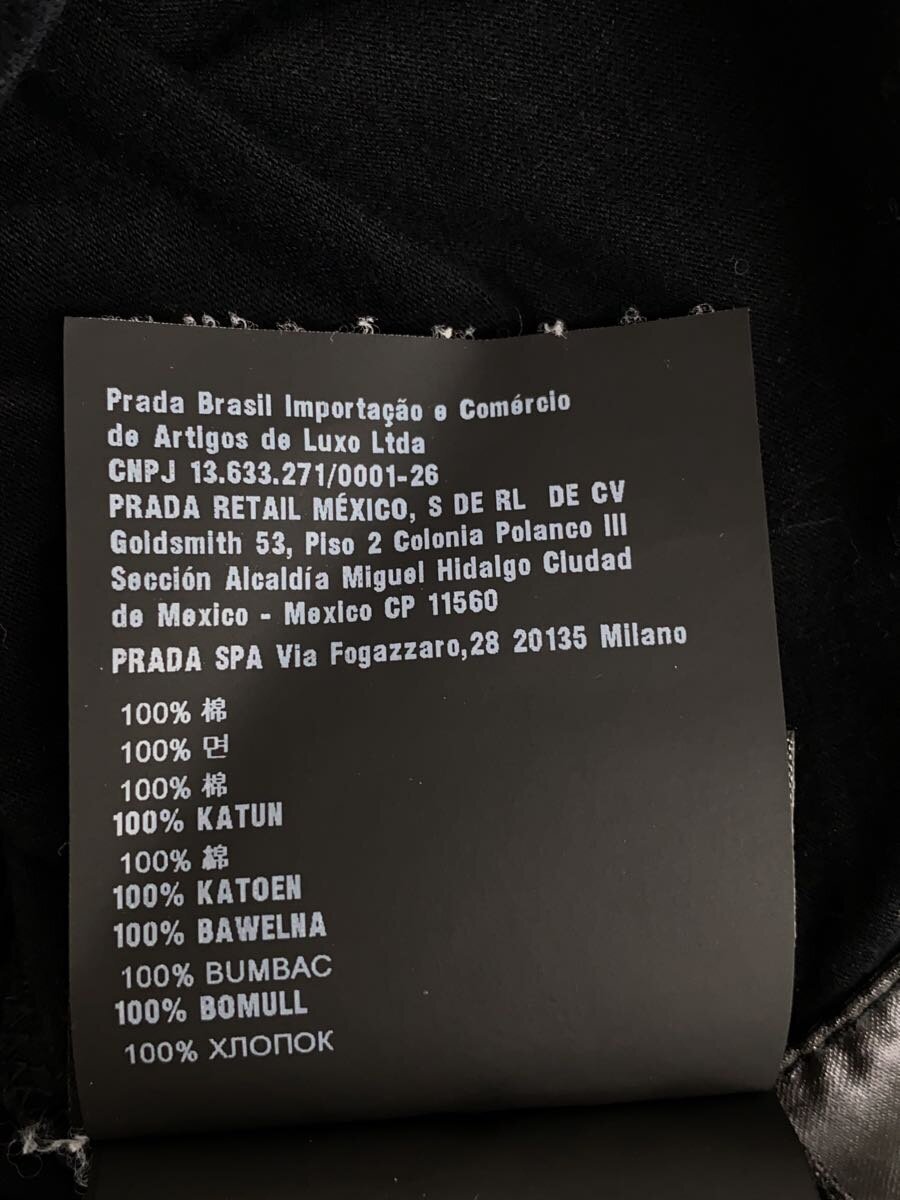 Prada Brasil Importação e Comércio
de Artigos de Luxo Ltda
CNPJ 13.633.271/0001-26
PRADA RETAIL MÉXICO, S DE RL DE CV
Goldsmith 53, Piso 2 Colonia Polanco III
Sección Alcaldía Miguel Hidalgo Ciudad
de Mexico - Mexico CP 11560
PRADA SPA Via Fogazzaro,28 20135 Milano
100% 棉
100% 면
100% 棉
100% KATUN
100% 綿
100% KATOEN
100% BAWELNA
100% BUMBAC
100% BOMULL
100% ХЛОПОК